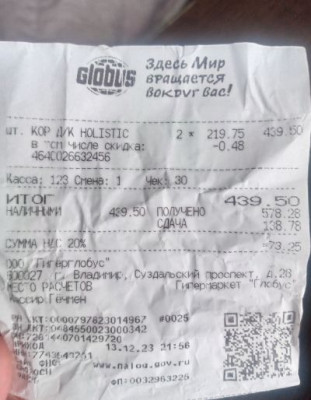 Globus
Здесь Мир
вращается
вокруг вас!
шт. КОР Д/К HOLISTIC 2 * 219.75 439.50
в том числе скидка: -0.48
4640026632456
Касса: 123 Смена: 1 Чек: 30
ИТОГ 439.50
НАЛИЧНЫМИ 439.50 ПОЛУЧЕНО 578.28
СДАЧА 138.78
СУММА НДС 20% =73.25
ООО "Гиперглобус"
600027 г. Владимир, Суздальский проспект, д.28
МЕСТО РАСЧЕТОВ Гипермаркет "Глобус"
#0025
13.12.23 21:56
www.nalog.gov.ru